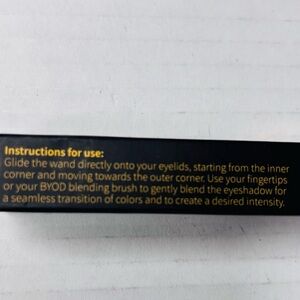 Instructions for use:
Glide the wand directly onto your eyelids, starting from the inner
corner and moving towards the outer corner. Use your fingertips
or your BYOD blending brush to gently blend the eyeshadow for
a seamless transition of colors and to create a desired intensity.